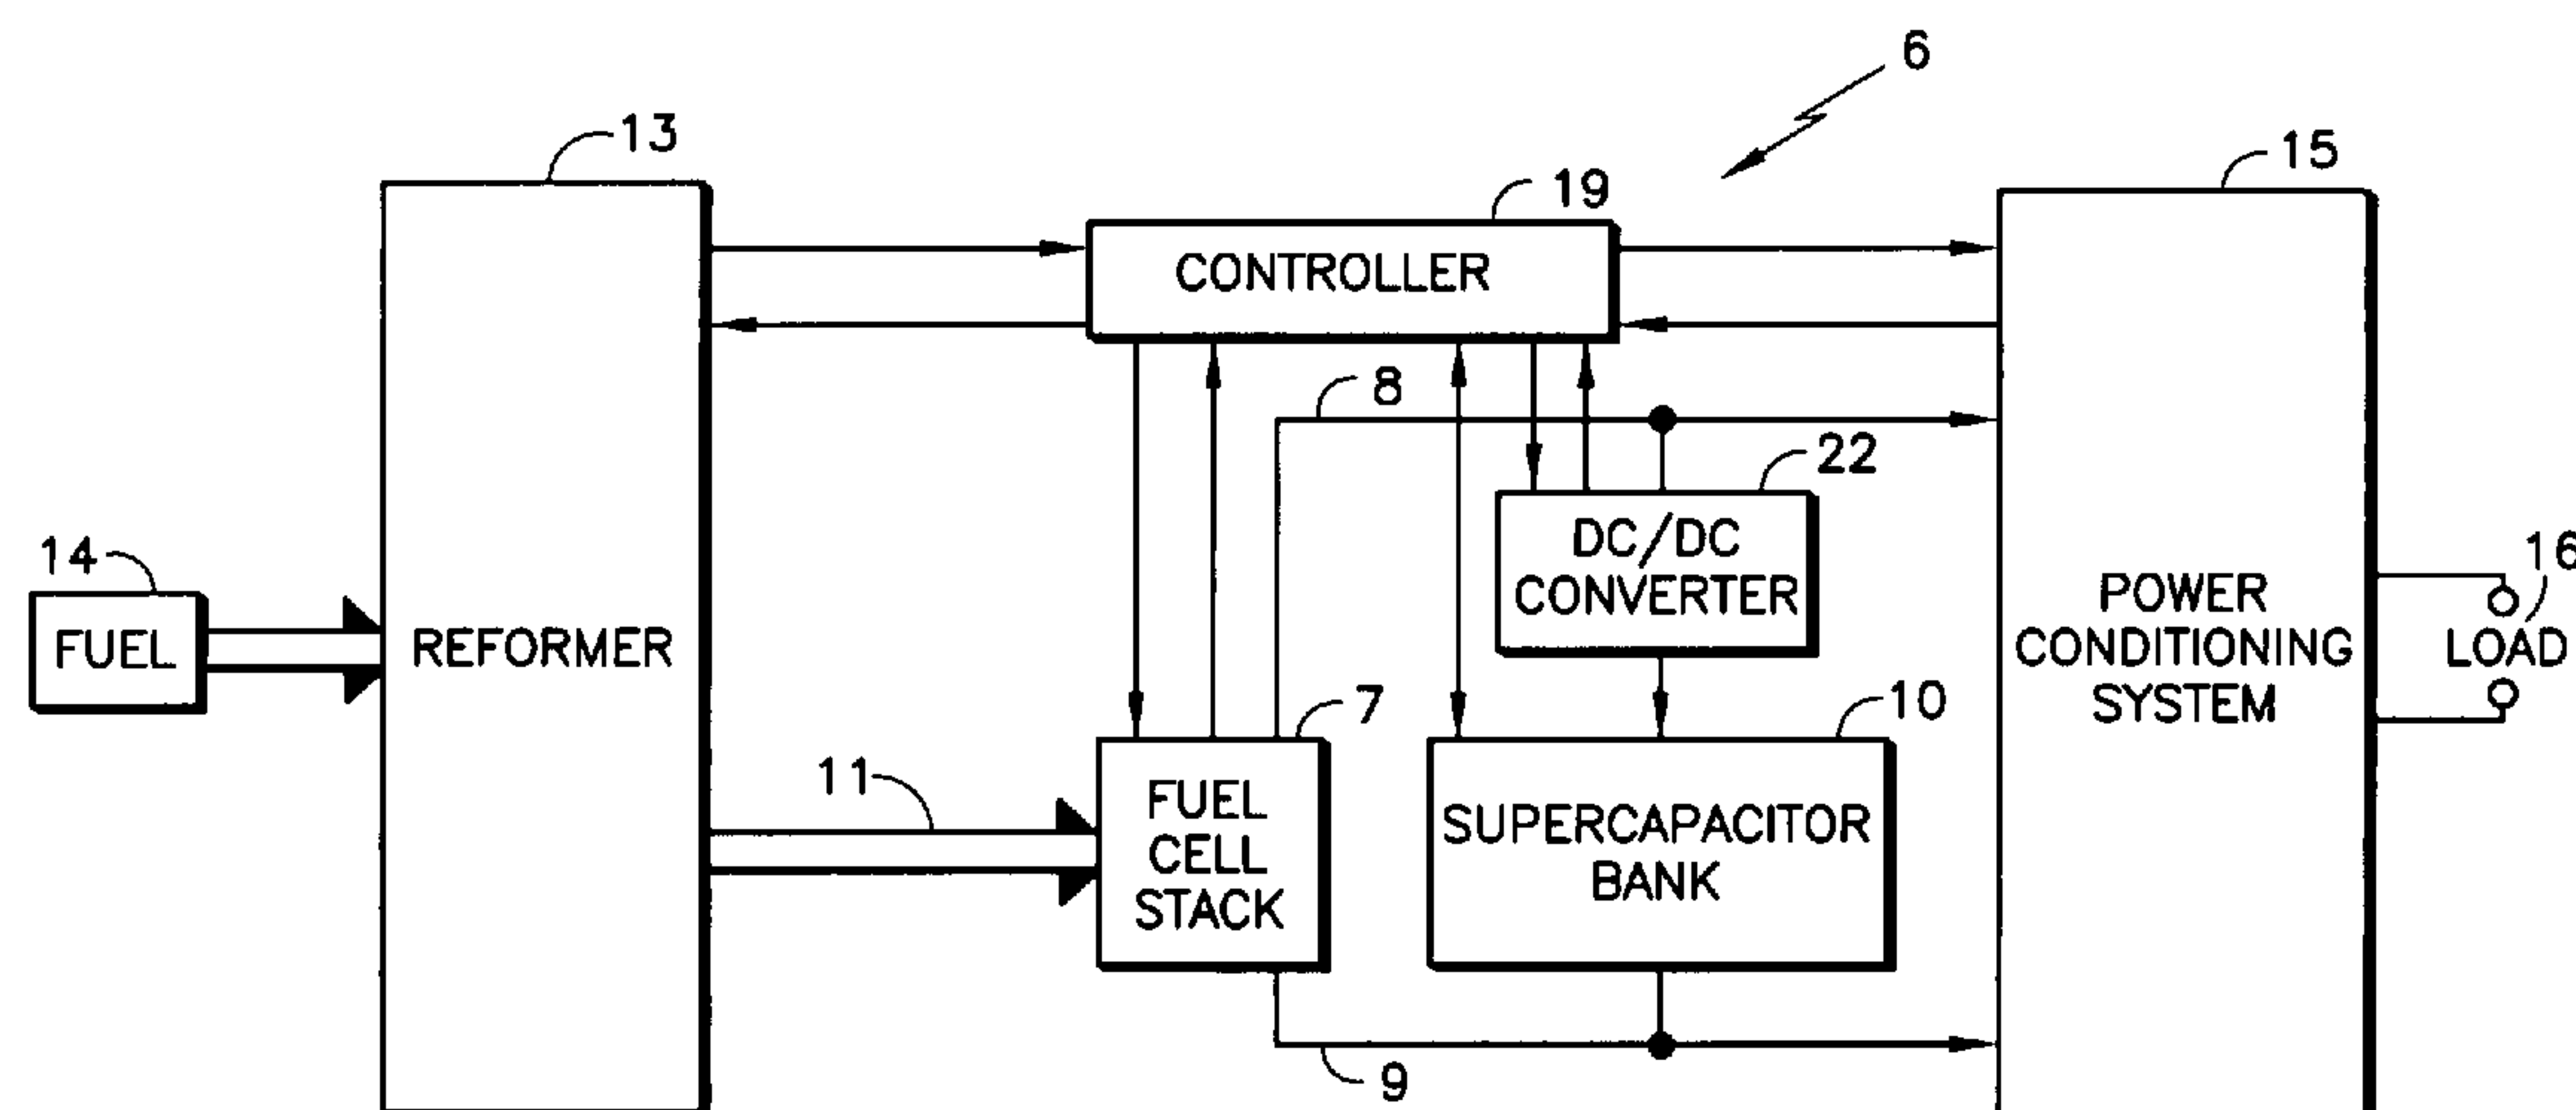 6
13
15
19
CONTROLLER
8
22
DC/DC
CONVERTER
14
FUEL
REFORMER
POWER
CONDITIONING
SYSTEM
16
LOAD
7
10
11
FUEL
CELL
STACK
SUPERCAPACITOR
BANK
9